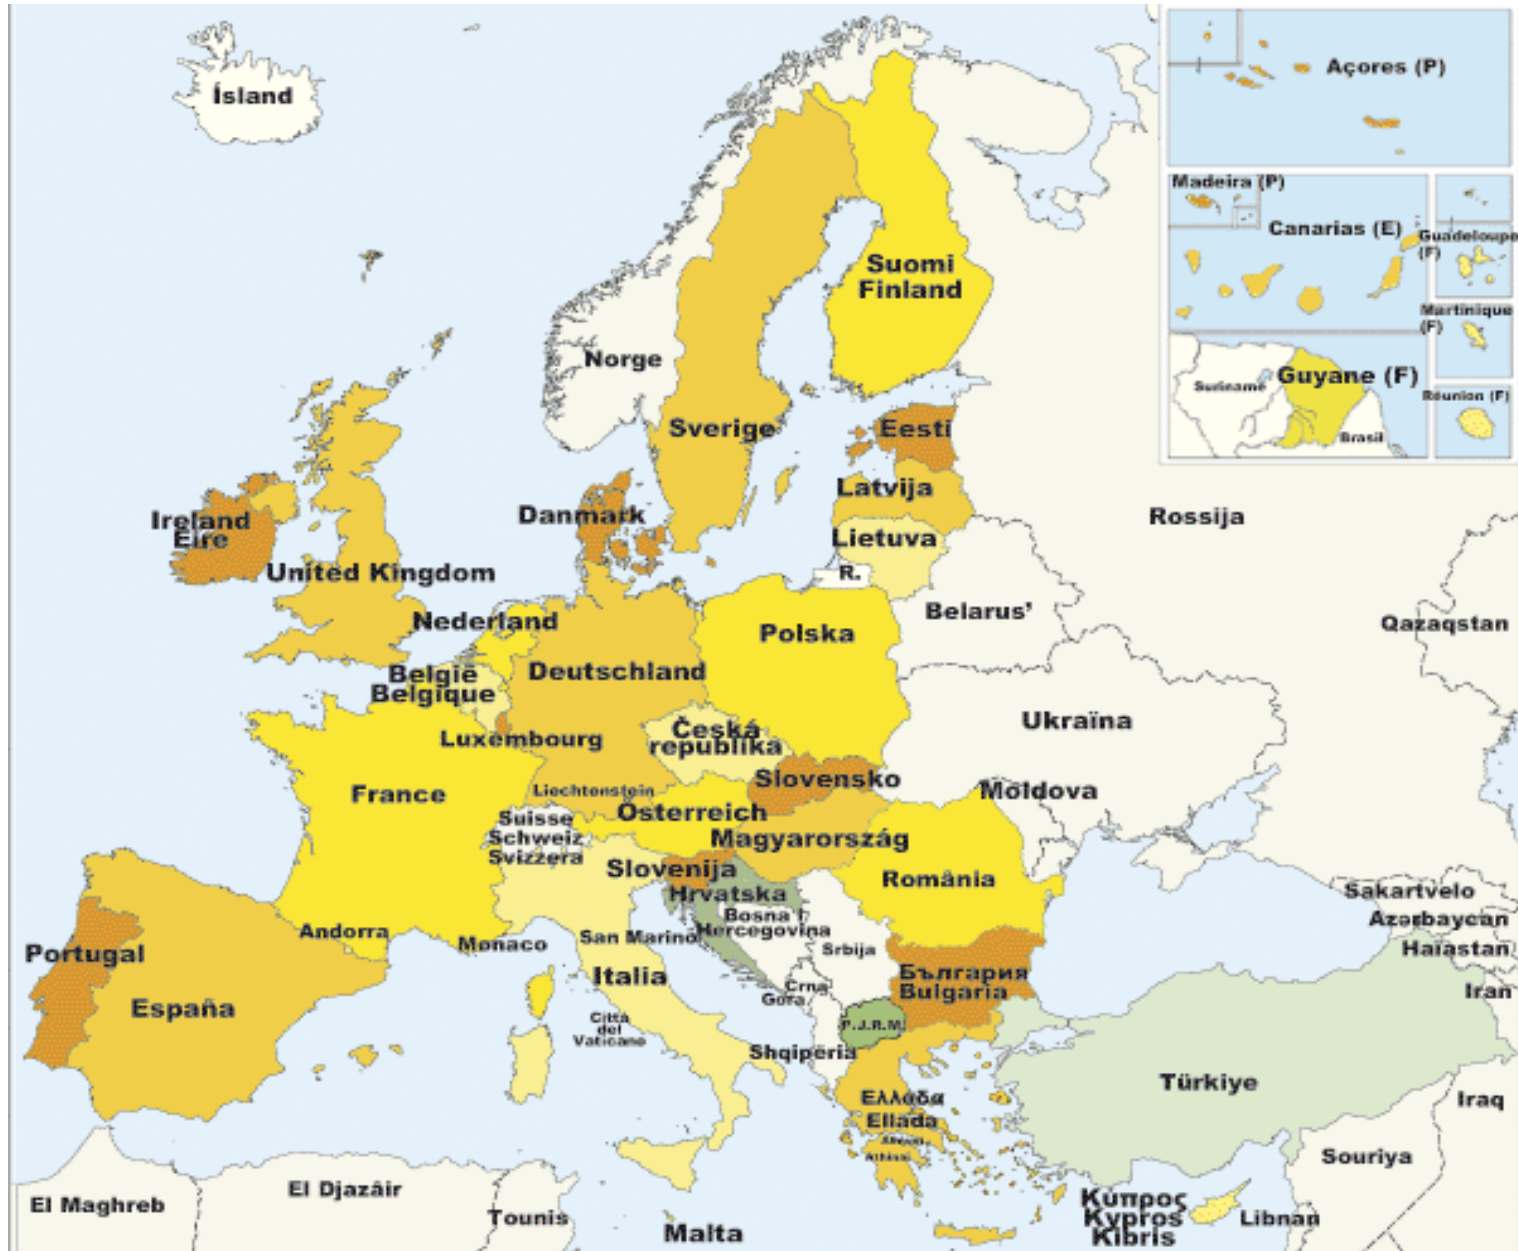 Ísland
Açores (P)
Madeira (P)
Canarias (E)
Guadeloupe
(F)
Martinique
(F)
Suriname
Guyane (F)
Brasil
Réunion (F)
Suomi
Finland
Norge
Sverige
Eesti
Latvija
Lietuva
R.
Rossija
Danmark
Ireland
Eire
United Kingdom
Nederland
België
Belgique
Deutschland
Polska
Belarus’
Qazaqstan
Luxembourg
Česká
republika
Ukraïna
Slovensko
Moldova
France
Liechtenstein
Österreich
Suisse
Schweiz
Svizzera
Magyarország
Slovenija
Hrvatska
România
Sakartvelo
Azərbaycan
Haïastan
Iran
Bosna i
Hercegovina
Srbija
Andorra
Monaco
San Marino
Portugal
España
Italia
Città
del
Vaticano
Crna
Gora
България
Bulgaria
P.J.R.M.
Shqipëria
Türkiye
Ελλάδα
Ellada
Athinai
Iraq
Souriya
El Maghreb
El Djazâir
Tounis
Malta
Κύπρος
Kypros
Kibris
Libnan